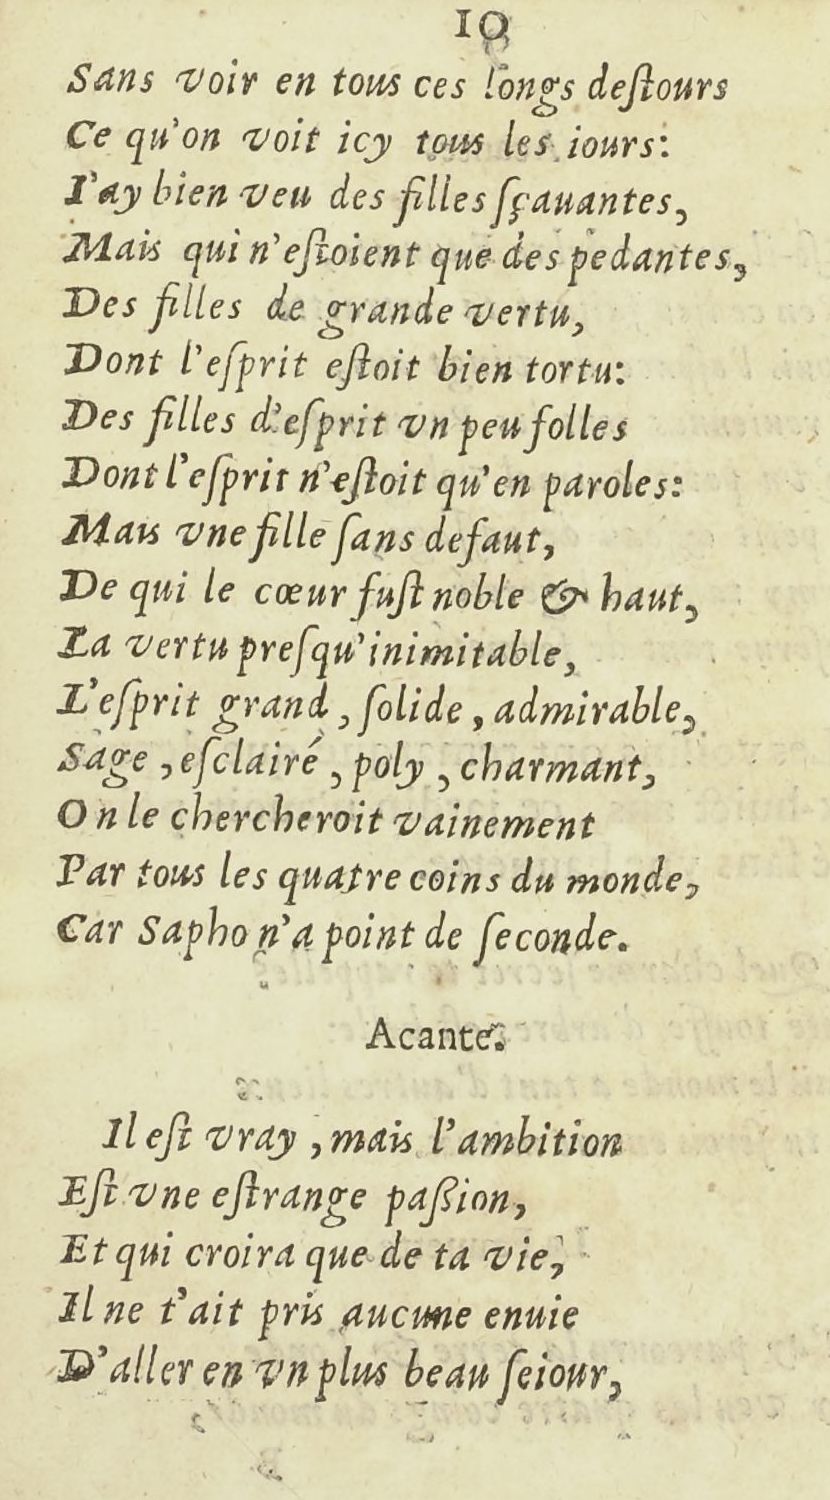 10
Sans voir en tous ces longs deſtours
Ce qu'on voit icy tous les iours:
I'ay bien veu des filles ſçauantes,
Mais qui n'eſtoient que des pedantes,
Des filles de grande vertu,
Dont l'eſprit eſtoit bien tortu:
Des filles d'eſprit vn peu folles
Dont l'eſprit n'eſtoit qu'en paroles:
Mais vne fille ſans defaut,
De qui le cœur fuſt noble & haut,
La vertu preſqu'inimitable,
L'eſprit grand, ſolide, admirable,
Sage, eſclairé, poly, charmant,
On le chercheroit vainement
Par tous les quatre coins du monde,
Car Sapho n'a point de ſeconde.
Acante.
Il eſt vray, mais l'ambition
Eſt vne eſtrange paßion,
Et qui croira que de ta vie,
Il ne t'ait pris aucune enuie
D'aller en vn plus beau ſeiour,